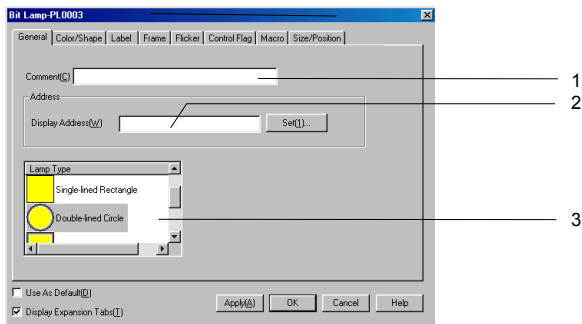 Bit Lamp-PL0003
General Color/Shape Label Frame Flicker Control Flag Macro Size/Position
Comment(C) 1
Address 2
Display Address(W) Set(1)...
Lamp Type
Single-lined Rectangle
Double-lined Circle 3
Use As Default(D)
Display Expansion Tabs(T) Apply(A) OK Cancel Help